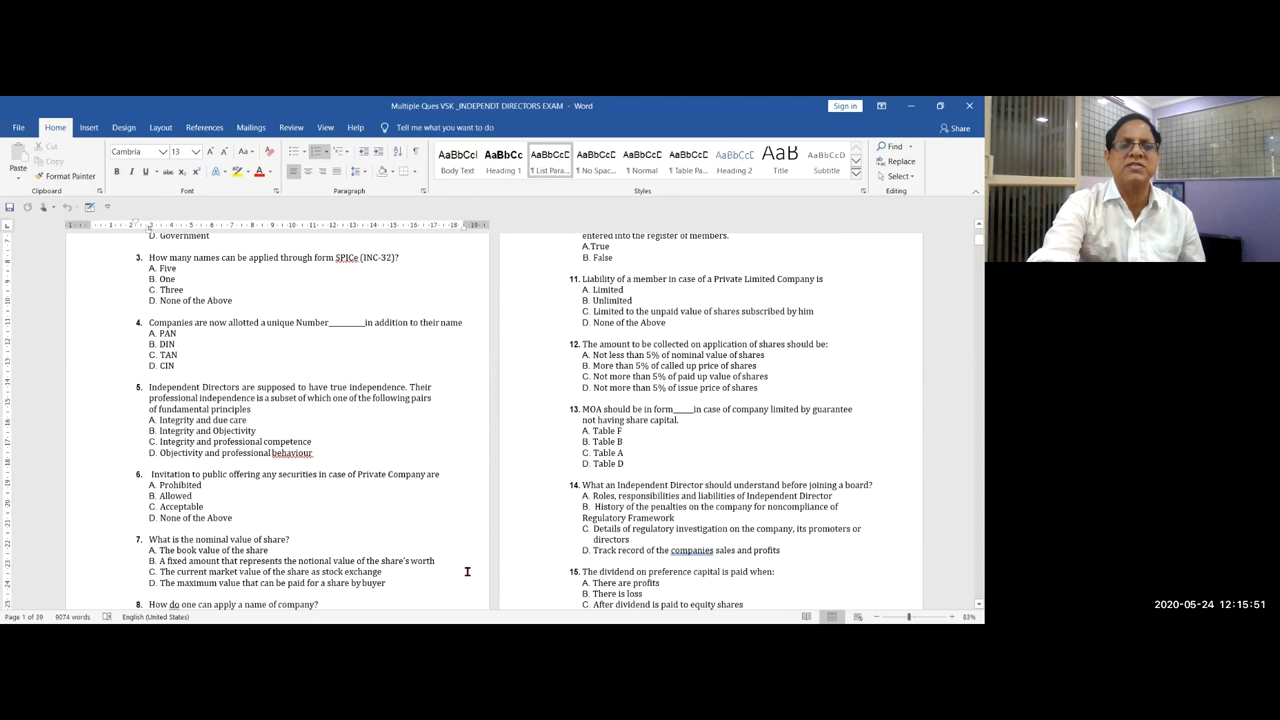 Multiple Ques VSK _INDEPENDT DIRECTORS EXAM - Word
Sign in
File Home Insert Design Layout References Mailings Review View Help Tell me what you want to do
Share
Paste
Cut
Copy
Format Painter
Clipboard
Cambria 13
Font
Paragraph
AaBbCcI AaBbCc AaBbCcD AaBbCcD AaBbCcD AaBbCcD AaBbCcD AaB AaBbCcD
Body Text Heading 1 ¶ List Para... ¶ No Spac... ¶ Normal ¶ Table Pa... Heading 2 Title Subtitle
Styles
Find
Replace
Select
Editing
D. Government
3. How many names can be applied through form SPICe (INC-32)?
A. Five
B. One
C. Three
D. None of the Above
4. Companies are now allotted a unique Number_________in addition to their name
A. PAN
B. DIN
C. TAN
D. CIN
5. Independent Directors are supposed to have true independence. Their
professional independence is a subset of which one of the following pairs
of fundamental principles
A. Integrity and due care
B. Integrity and Objectivity
C. Integrity and professional competence
D. Objectivity and professional behaviour
6. Invitation to public offering any securities in case of Private Company are
A. Prohibited
B. Allowed
C. Acceptable
D. None of the Above
7. What is the nominal value of share?
A. The book value of the share
B. A fixed amount that represents the notional value of the share's worth
C. The current market value of the share as stock exchange
D. The maximum value that can be paid for a share by buyer
8. How do one can apply a name of company?
entered into the register of members.
A.True
B. False
11. Liability of a member in case of a Private Limited Company is
A. Limited
B. Unlimited
C. Limited to the unpaid value of shares subscribed by him
D. None of the Above
12. The amount to be collected on application of shares should be:
A. Not less than 5% of nominal value of shares
B. More than 5% of called up price of shares
C. Not more than 5% of paid up value of shares
D. Not more than 5% of issue price of shares
13. MOA should be in form_____in case of company limited by guarantee
not having share capital.
A. Table F
B. Table B
C. Table A
D. Table D
14. What an Independent Director should understand before joining a board?
A. Roles, responsibilities and liabilities of Independent Director
B. History of the penalties on the company for noncompliance of
Regulatory Framework
C. Details of regulatory investigation on the company, its promoters or
directors
D. Track record of the companies sales and profits
15. The dividend on preference capital is paid when:
A. There are profits
B. There is loss
C. After dividend is paid to equity shares
Page 1 of 39 9074 words English (United States) 83%
2020-05-24 12:15:51